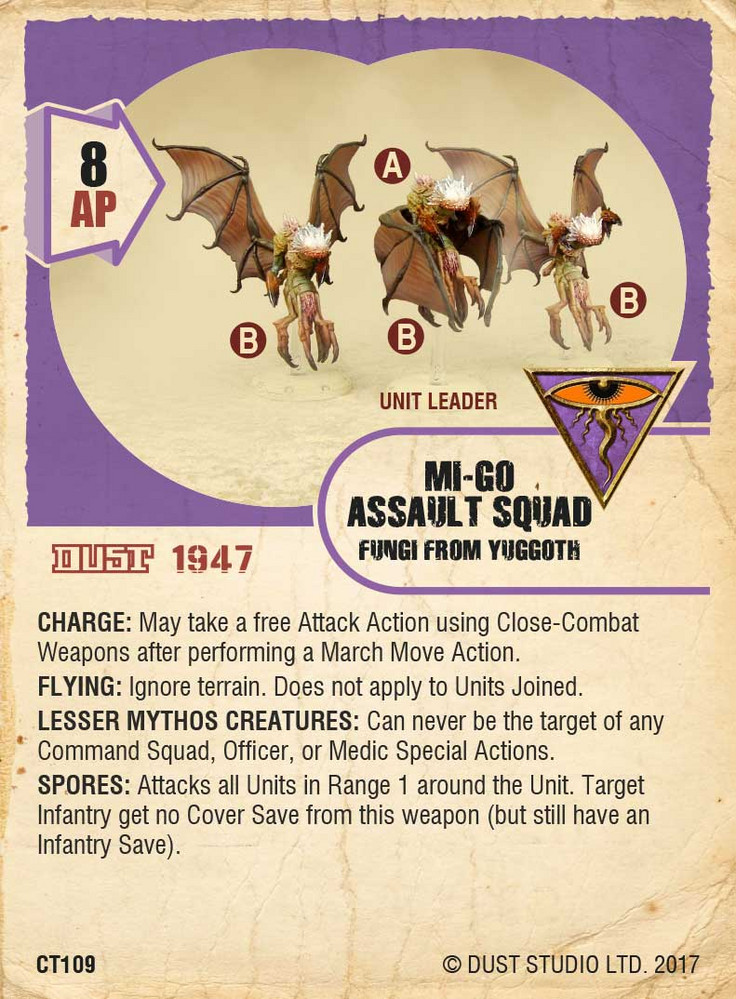 8
AP
A
B
B
B
UNIT LEADER
MI-GO
ASSAULT SQUAD
FUNGI FROM YUGGOTH
DUST 1947
CHARGE: May take a free Attack Action using Close-Combat
Weapons after performing a March Move Action.
FLYING: Ignore terrain. Does not apply to Units Joined.
LESSER MYTHOS CREATURES: Can never be the target of any
Command Squad, Officer, or Medic Special Actions.
SPORES: Attacks all Units in Range 1 around the Unit. Target
Infantry get no Cover Save from this weapon (but still have an
Infantry Save).
CT109
© DUST STUDIO LTD. 2017